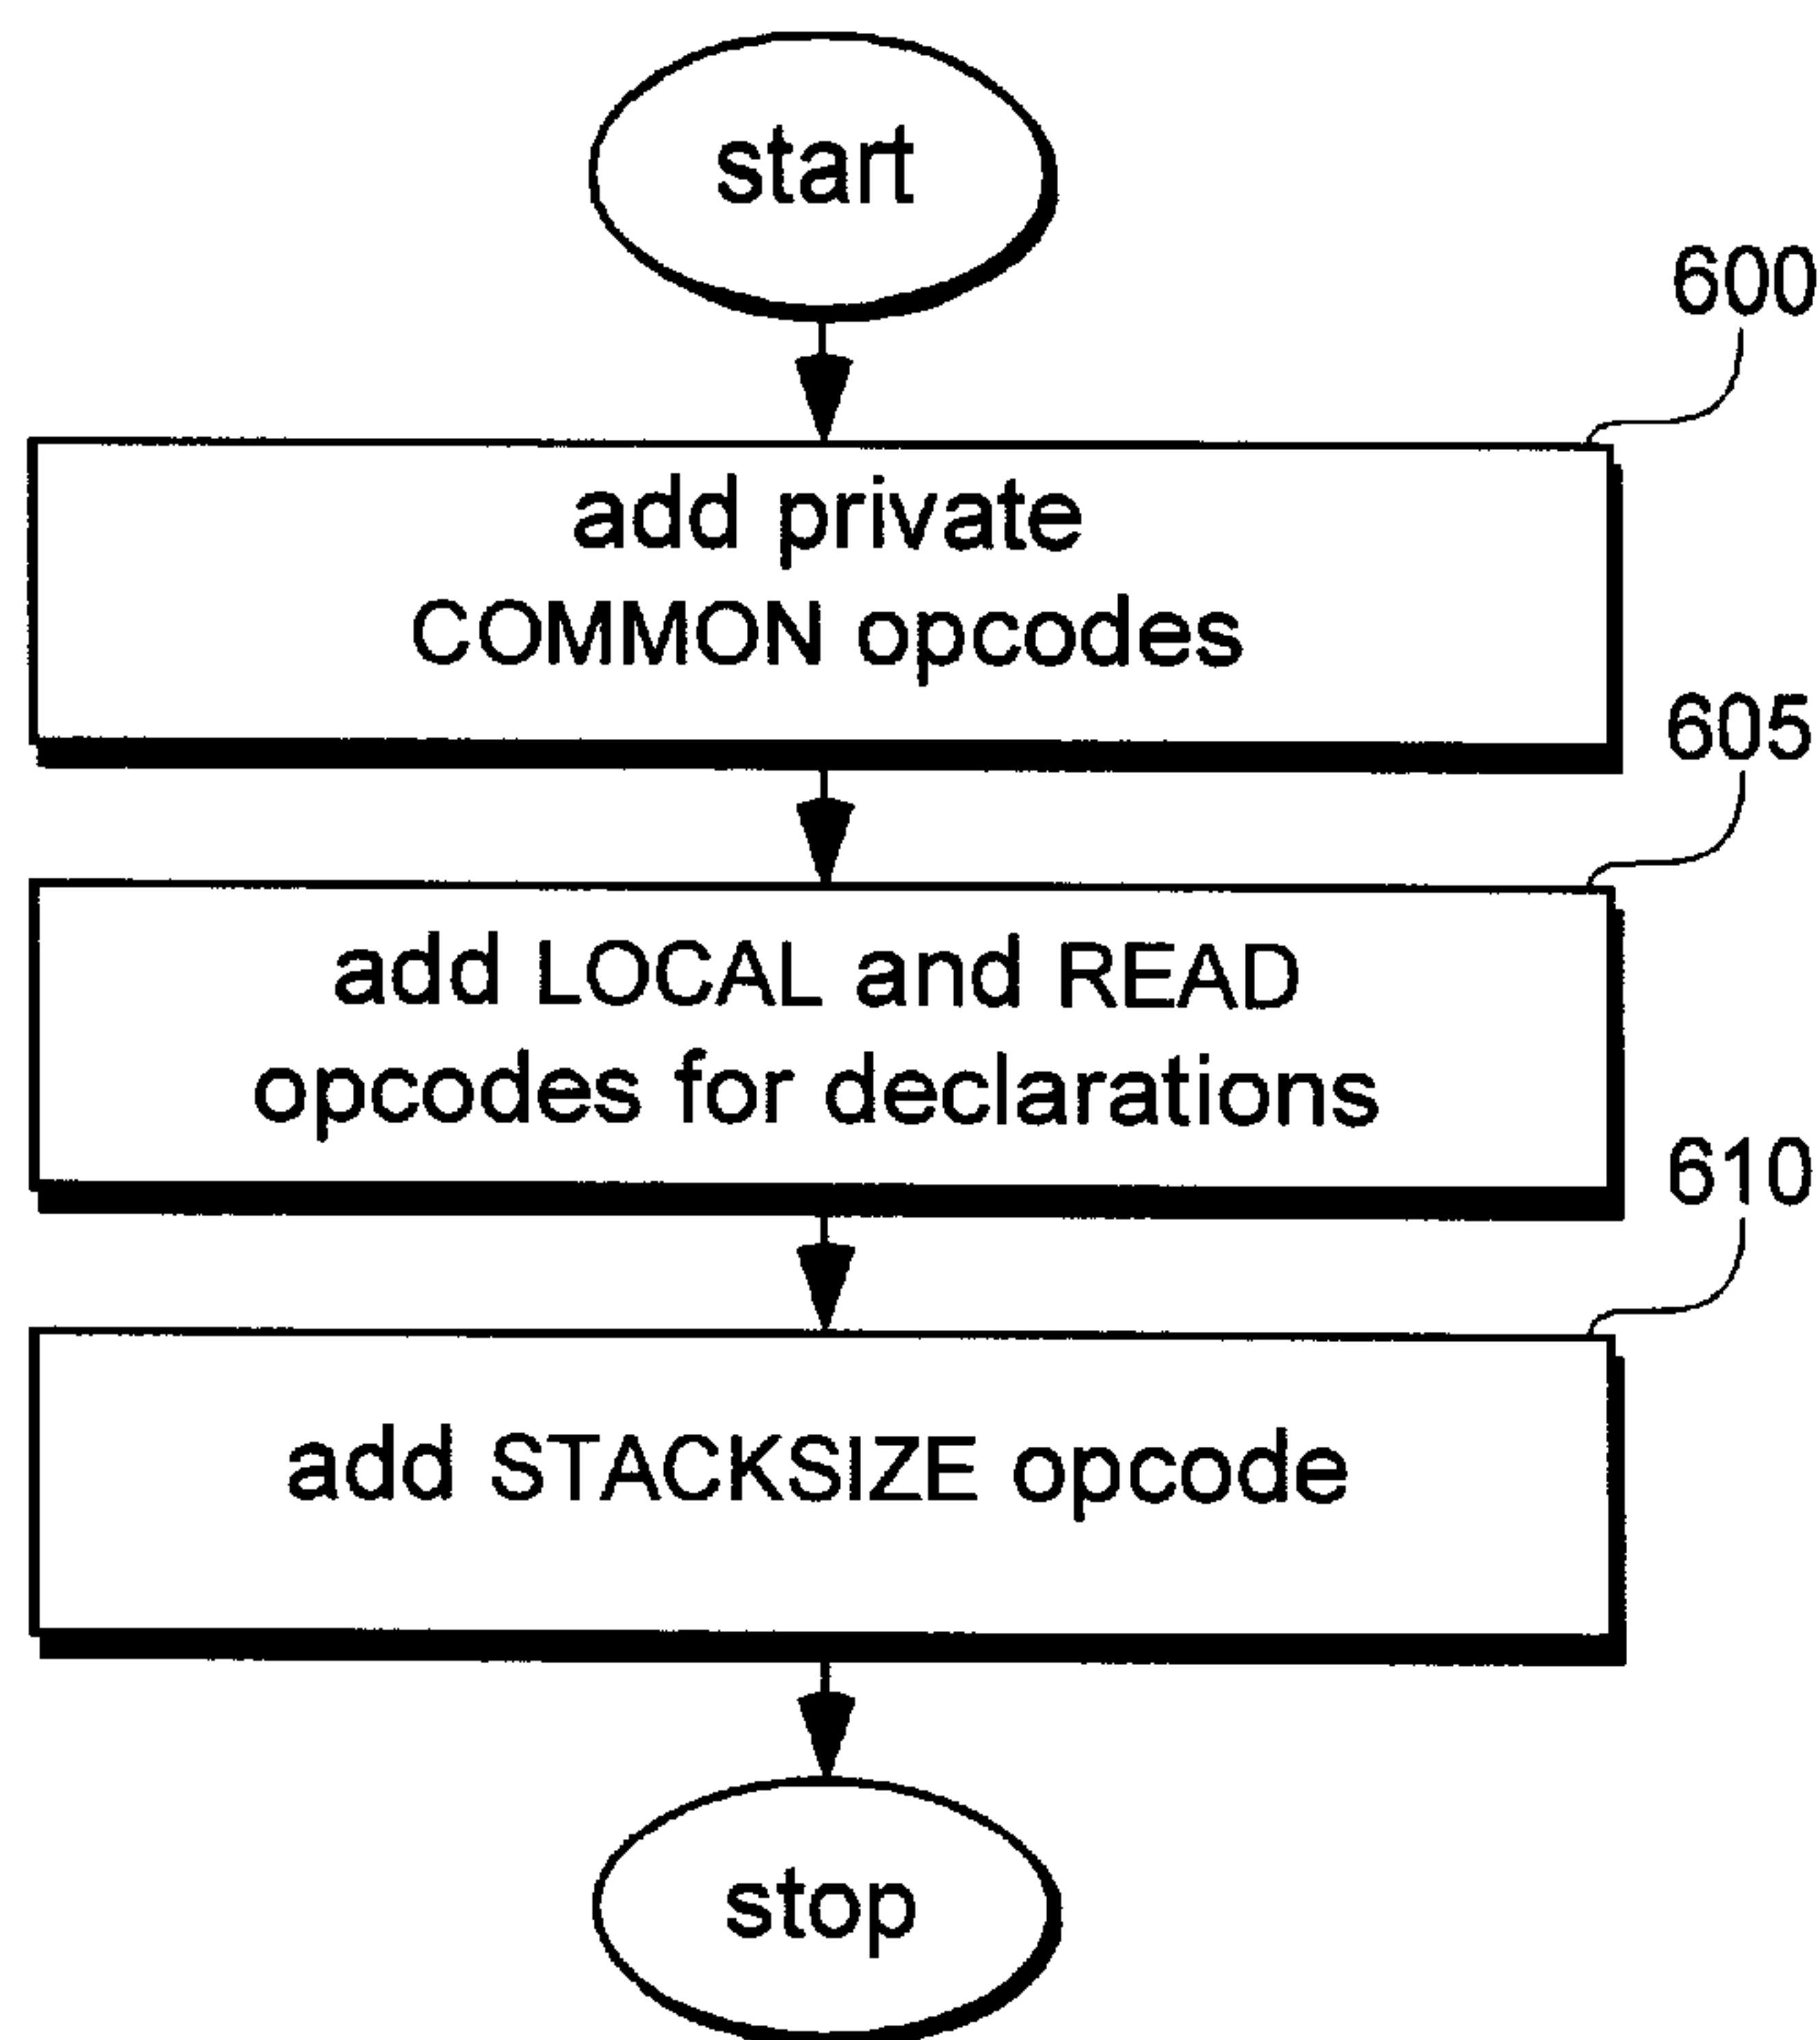 start
600
add private
COMMON opcodes
605
add LOCAL and READ
opcodes for declarations
610
add STACKSIZE opcode
stop